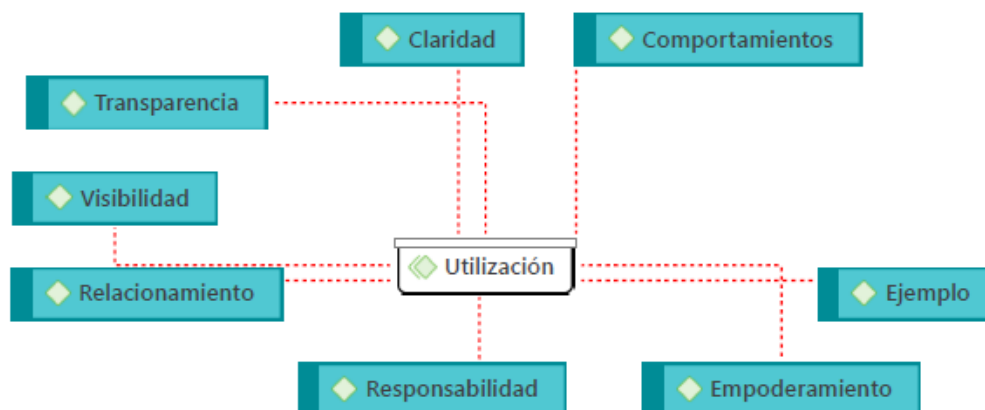 Claridad
Comportamientos
Transparencia
Visibilidad
Utilización
Relacionamiento
Ejemplo
Responsabilidad
Empoderamiento